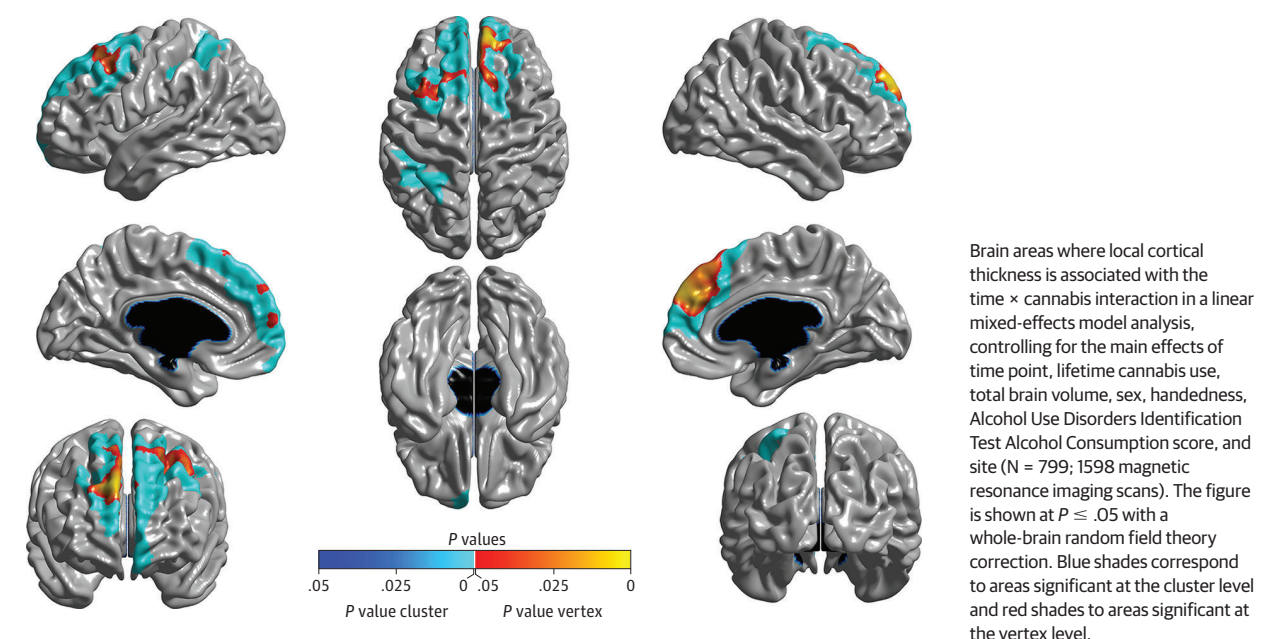 Brain areas where local cortical
thickness is associated with the
time × cannabis interaction in a linear
mixed-effects model analysis,
controlling for the main effects of
time point, lifetime cannabis use,
total brain volume, sex, handedness,
Alcohol Use Disorders Identification
Test Alcohol Consumption score, and
site (N = 799; 1598 magnetic
resonance imaging scans). The figure
is shown at P ≤ .05 with a
whole-brain random field theory
correction. Blue shades correspond
to areas significant at the cluster level
and red shades to areas significant at
the vertex level.
P values
.05 .025 0 .05 .025 0
P value cluster P value vertex